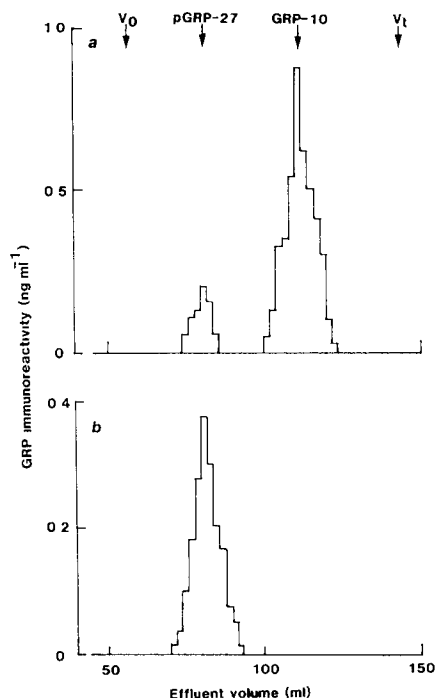 V0 pGRP-27 GRP-10 Vt
a
1 0
0 5
0
GRP immunoreactivity (ng ml-1)
b
0 4
0 2
0
50 100 150
Effluent volume (ml)